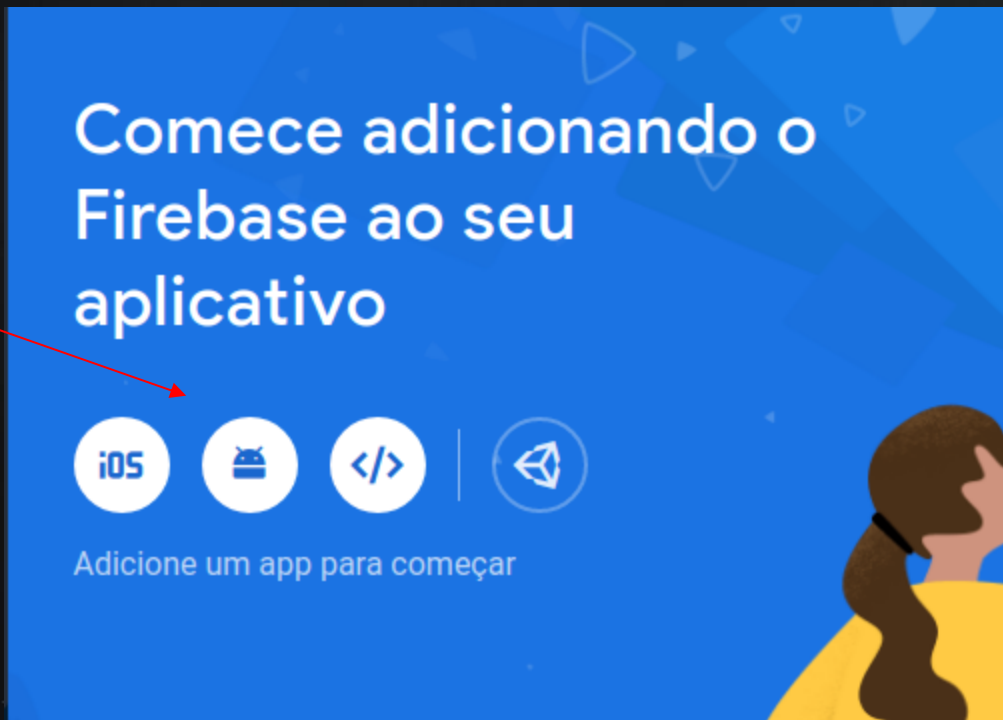 Comece adicionando o
Firebase ao seu
aplicativo
iOS
</>
Adicione um app para começar